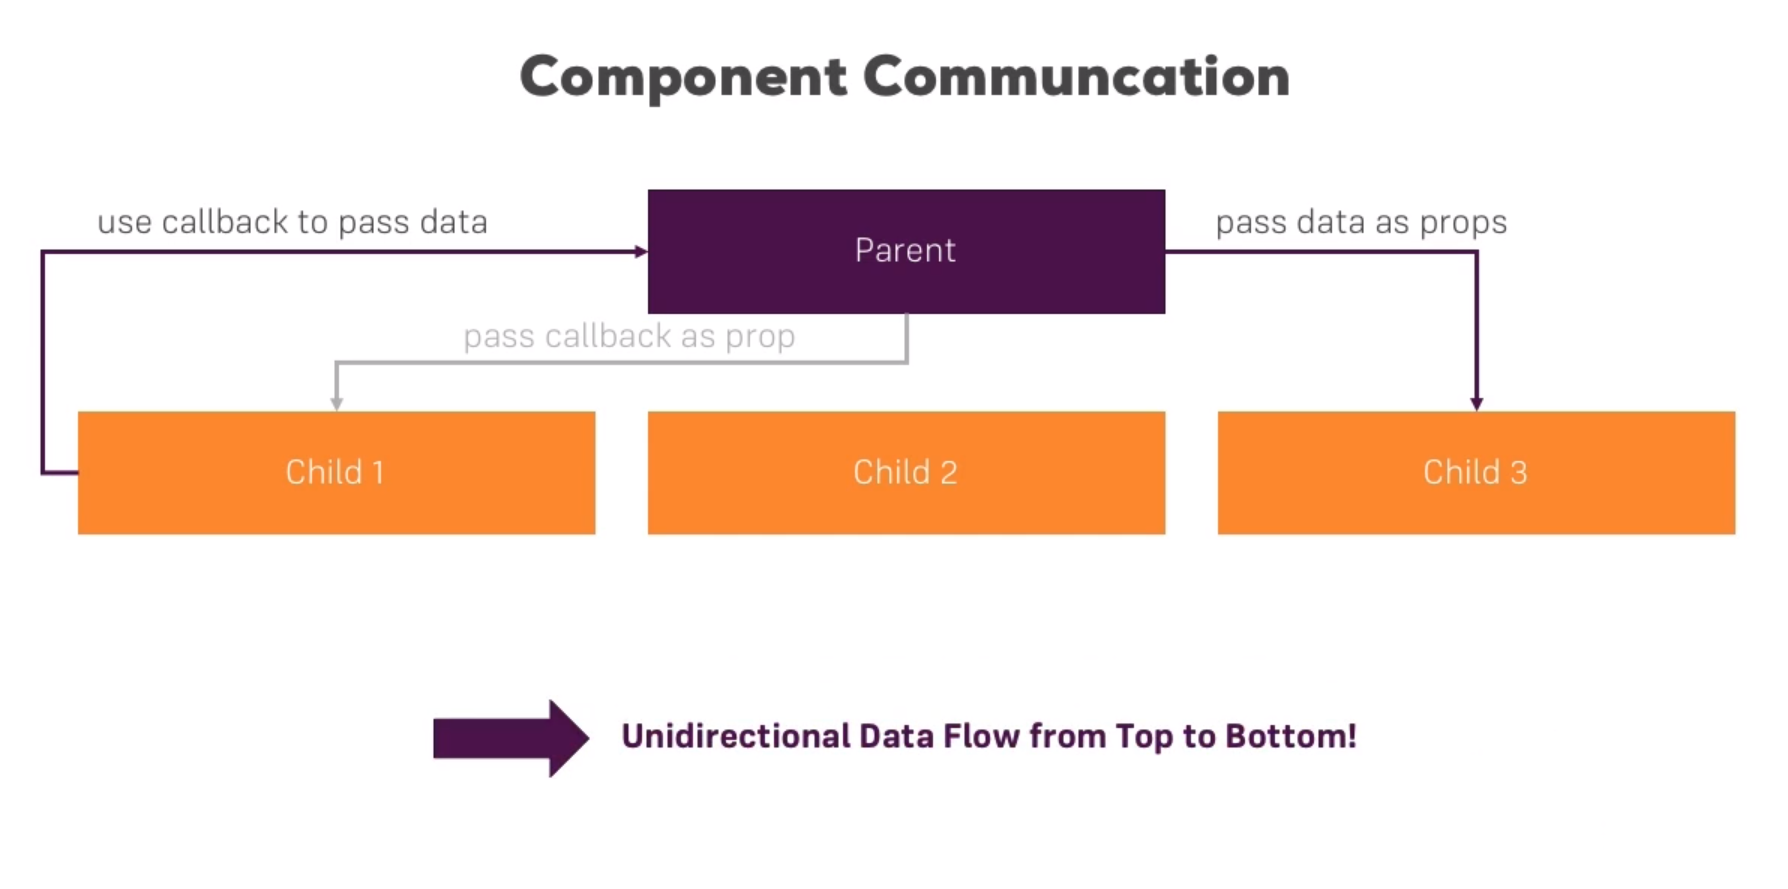 Component Communcation
use callback to pass data
Parent
pass data as props
pass callback as prop
Child 1
Child 2
Child 3
Unidirectional Data Flow from Top to Bottom!